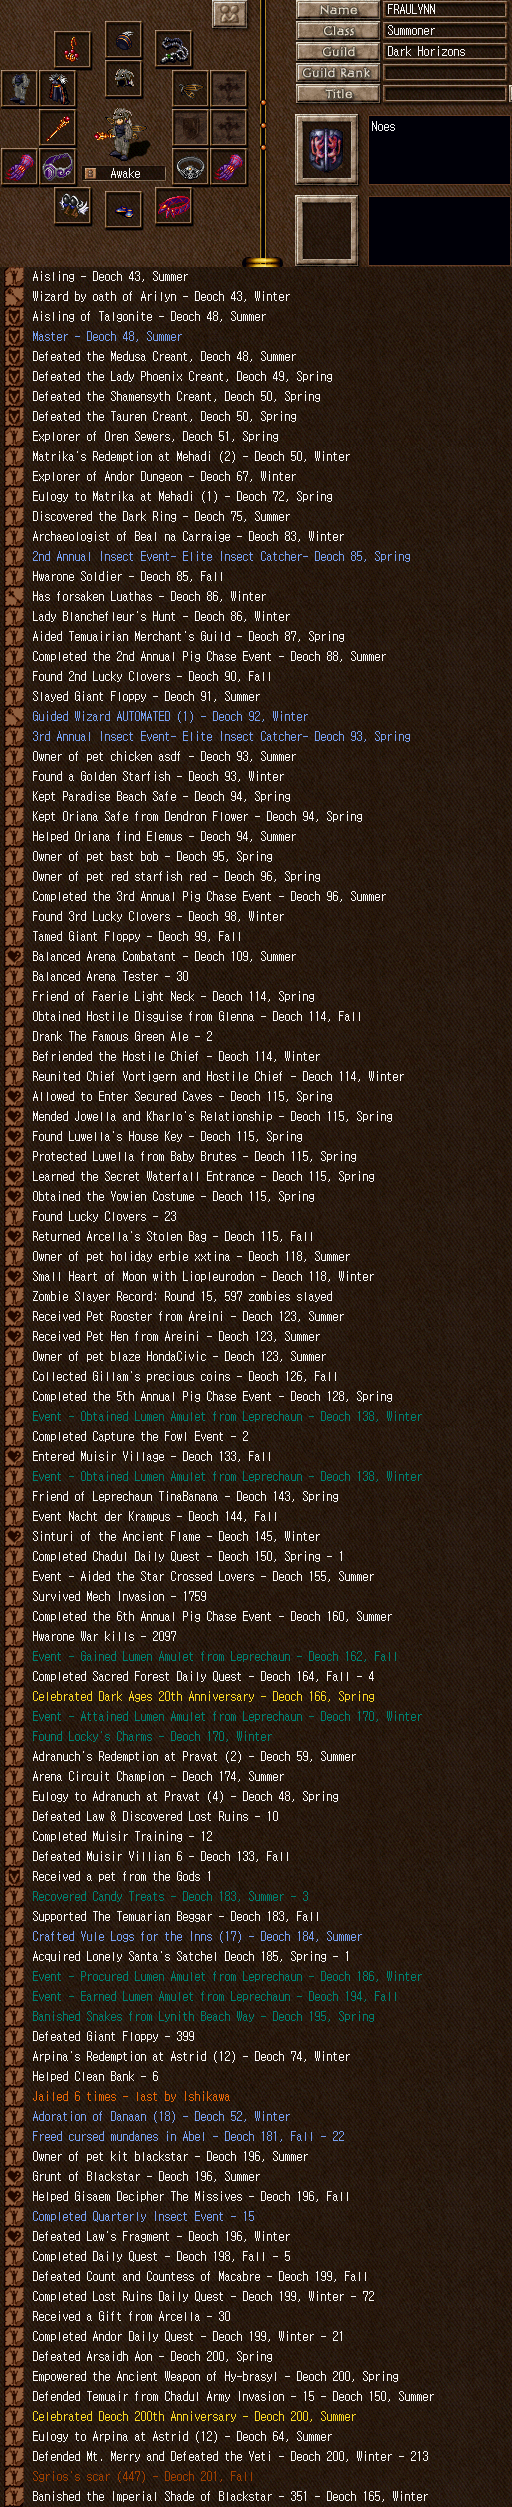 Name FRAULYNN
Class Summoner
Guild Dark Horizons
Guild Rank
Title
Noes
Awake
Aisling - Deoch 43, Summer
Wizard by oath of Arilyn - Deoch 43, Winter
Aisling of Talgonite - Deoch 48, Summer
Master - Deoch 48, Summer
Defeated the Medusa Creant, Deoch 48, Summer
Defeated the Lady Phoenix Creant, Deoch 49, Spring
Defeated the Shamensyth Creant, Deoch 50, Spring
Defeated the Tauren Creant, Deoch 50, Spring
Explorer of Oren Sewers, Deoch 51, Spring
Matrika's Redemption at Mehadi (2) - Deoch 50, Winter
Explorer of Andor Dungeon - Deoch 67, Winter
Eulogy to Matrika at Mehadi (1) - Deoch 72, Spring
Discovered the Dark Ring - Deoch 75, Summer
Archaeologist of Beal na Carraige - Deoch 83, Winter
2nd Annual Insect Event- Elite Insect Catcher- Deoch 85, Spring
Hwarone Soldier - Deoch 85, Fall
Has forsaken Luathas - Deoch 86, Winter
Lady Blanchefleur's Hunt - Deoch 86, Winter
Aided Temuairian Merchant's Guild - Deoch 87, Spring
Completed the 2nd Annual Pig Chase Event - Deoch 88, Summer
Found 2nd Lucky Clovers - Deoch 90, Fall
Slayed Giant Floppy - Deoch 91, Summer
Guided Wizard AUTOMATED (1) - Deoch 92, Winter
3rd Annual Insect Event- Elite Insect Catcher- Deoch 93, Spring
Owner of pet chicken asdf - Deoch 93, Summer
Found a Golden Starfish - Deoch 93, Winter
Kept Paradise Beach Safe - Deoch 94, Spring
Kept Oriana Safe from Dendron Flower - Deoch 94, Spring
Helped Oriana find Elemus - Deoch 94, Summer
Owner of pet bast bob - Deoch 95, Spring
Owner of pet red starfish red - Deoch 96, Spring
Completed the 3rd Annual Pig Chase Event - Deoch 96, Summer
Found 3rd Lucky Clovers - Deoch 98, Winter
Tamed Giant Floppy - Deoch 99, Fall
Balanced Arena Combatant - Deoch 109, Summer
Balanced Arena Tester - 30
Friend of Faerie Light Neck - Deoch 114, Spring
Obtained Hostile Disguise from Glenna - Deoch 114, Fall
Drank The Famous Green Ale - 2
Befriended the Hostile Chief - Deoch 114, Winter
Reunited Chief Vortigern and Hostile Chief - Deoch 114, Winter
Allowed to Enter Secured Caves - Deoch 115, Spring
Mended Jowella and Kharlo's Relationship - Deoch 115, Spring
Found Luwella's House Key - Deoch 115, Spring
Protected Luwella from Baby Brutes - Deoch 115, Spring
Learned the Secret Waterfall Entrance - Deoch 115, Spring
Obtained the Yowien Costume - Deoch 115, Spring
Found Lucky Clovers - 23
Returned Arcella's Stolen Bag - Deoch 115, Fall
Owner of pet holiday erbie xxtina - Deoch 118, Summer
Small Heart of Moon with Liopleurodon - Deoch 118, Winter
Zombie Slayer Record: Round 15, 597 zombies slayed
Received Pet Rooster from Areini - Deoch 123, Summer
Received Pet Hen from Areini - Deoch 123, Summer
Owner of pet blaze HondaCivic - Deoch 123, Summer
Collected Gillam's precious coins - Deoch 126, Fall
Completed the 5th Annual Pig Chase Event - Deoch 128, Spring
Event - Obtained Lumen Amulet from Leprechaun - Deoch 138, Winter
Completed Capture the Fowl Event - 2
Entered Muisir Village - Deoch 133, Fall
Event - Obtained Lumen Amulet from Leprechaun - Deoch 138, Winter
Friend of Leprechaun TinaBanana - Deoch 143, Spring
Event Nacht der Krampus - Deoch 144, Fall
Sinturi of the Ancient Flame - Deoch 145, Winter
Completed Chadul Daily Quest - Deoch 150, Spring - 1
Event - Aided the Star Crossed Lovers - Deoch 155, Summer
Survived Mech Invasion - 1759
Completed the 6th Annual Pig Chase Event - Deoch 160, Summer
Hwarone War kills - 2097
Event - Gained Lumen Amulet from Leprechaun - Deoch 162, Fall
Completed Sacred Forest Daily Quest - Deoch 164, Fall - 4
Celebrated Dark Ages 20th Anniversary - Deoch 166, Spring
Event - Attained Lumen Amulet from Leprechaun - Deoch 170, Winter
Found Locky's Charms - Deoch 170, Winter
Adranuch's Redemption at Pravat (2) - Deoch 59, Summer
Arena Circuit Champion - Deoch 174, Summer
Eulogy to Adranuch at Pravat (4) - Deoch 48, Spring
Defeated Law & Discovered Lost Ruins - 10
Completed Muisir Training - 12
Defeated Muisir Villian 6 - Deoch 133, Fall
Received a pet from the Gods 1
Recovered Candy Treats - Deoch 183, Summer - 3
Supported The Temuarian Beggar - Deoch 183, Fall
Crafted Yule Logs for the Inns (17) - Deoch 184, Summer
Acquired Lonely Santa's Satchel Deoch 185, Spring - 1
Event - Procured Lumen Amulet from Leprechaun - Deoch 186, Winter
Event - Earned Lumen Amulet from Leprechaun - Deoch 194, Fall
Banished Snakes from Lynith Beach Way - Deoch 195, Spring
Defeated Giant Floppy - 399
Arpina's Redemption at Astrid (12) - Deoch 74, Winter
Helped Clean Bank - 6
Jailed 6 times - last by Ishikawa
Adoration of Danaan (18) - Deoch 52, Winter
Freed cursed mundanes in Abel - Deoch 181, Fall - 22
Owner of pet kit blackstar - Deoch 196, Summer
Grunt of Blackstar - Deoch 196, Summer
Helped Gisaem Decipher The Missives - Deoch 196, Fall
Completed Quarterly Insect Event - 15
Defeated Law's Fragment - Deoch 196, Winter
Completed Daily Quest - Deoch 198, Fall - 5
Defeated Count and Countess of Macabre - Deoch 199, Fall
Completed Lost Ruins Daily Quest - Deoch 199, Winter - 72
Received a Gift from Arcella - 30
Completed Andor Daily Quest - Deoch 199, Winter - 21
Defeated Arsaidh Aon - Deoch 200, Spring
Empowered the Ancient Weapon of Hy-brasyl - Deoch 200, Spring
Defended Temuair from Chadul Army Invasion - 15 - Deoch 150, Summer
Celebrated Deoch 200th Anniversary - Deoch 200, Summer
Eulogy to Arpina at Astrid (12) - Deoch 64, Summer
Defended Mt. Merry and Defeated the Yeti - Deoch 200, Winter - 213
Sgrios's scar (447) - Deoch 201, Fall
Banished the Imperial Shade of Blackstar - 351 - Deoch 165, Winter